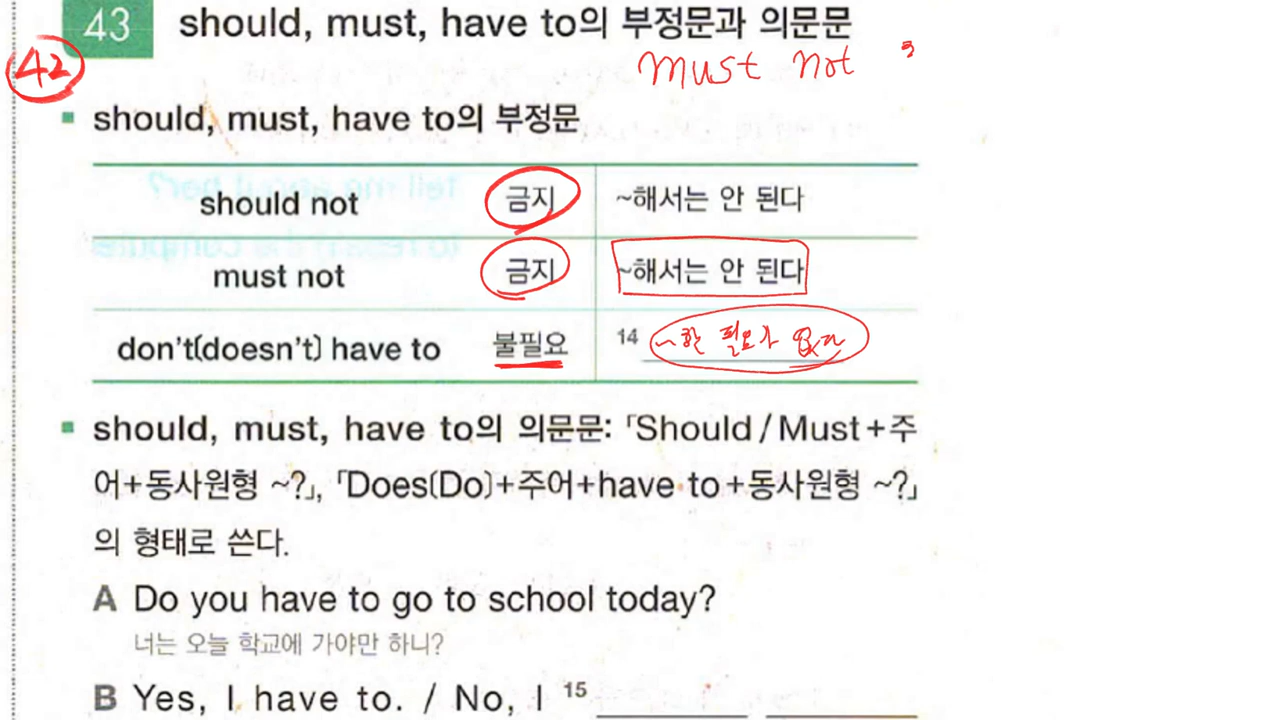 43 should, must, have to의 부정문과 의문문
42
must not
should, must, have to의 부정문
should not 금지 ~해서는 안 된다
must not 금지 ~해서는 안 된다
don't(doesn't) have to 불필요 14 ~할 필요가 없다
should, must, have to의 의문문: 「Should / Must+주
어+동사원형 ~?」, 「Does(Do)+주어+have to+동사원형 ~?」
의 형태로 쓴다.
A Do you have to go to school today?
너는 오늘 학교에 가야만 하니?
B Yes, I have to. / No, I 15